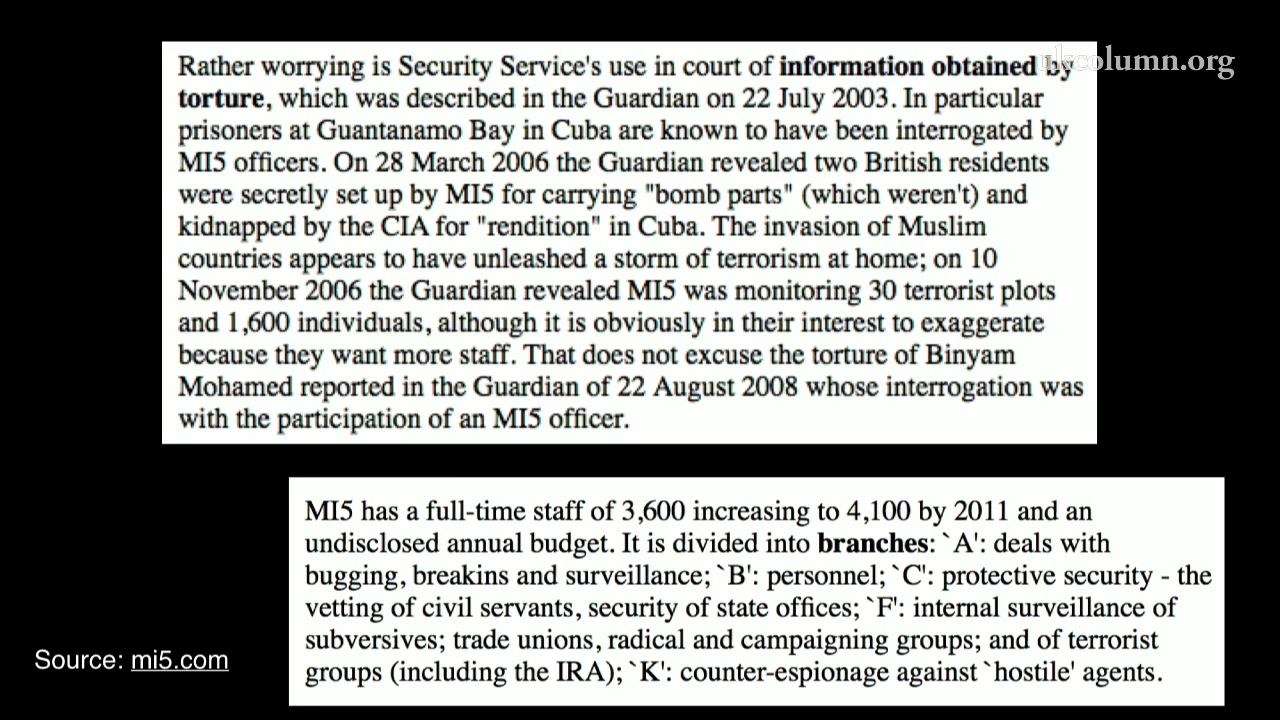 ukcolumn.org
Rather worrying is Security Service's use in court of information obtained by
torture, which was described in the Guardian on 22 July 2003. In particular
prisoners at Guantanamo Bay in Cuba are known to have been interrogated by
MI5 officers. On 28 March 2006 the Guardian revealed two British residents
were secretly set up by MI5 for carrying "bomb parts" (which weren't) and
kidnapped by the CIA for "rendition" in Cuba. The invasion of Muslim
countries appears to have unleashed a storm of terrorism at home; on 10
November 2006 the Guardian revealed MI5 was monitoring 30 terrorist plots
and 1,600 individuals, although it is obviously in their interest to exaggerate
because they want more staff. That does not excuse the torture of Binyam
Mohamed reported in the Guardian of 22 August 2008 whose interrogation was
with the participation of an MI5 officer.
MI5 has a full-time staff of 3,600 increasing to 4,100 by 2011 and an
undisclosed annual budget. It is divided into branches: `A': deals with
bugging, breakins and surveillance; `B': personnel; `C': protective security - the
vetting of civil servants, security of state offices; `F': internal surveillance of
subversives; trade unions, radical and campaigning groups; and of terrorist
groups (including the IRA); `K': counter-espionage against `hostile' agents.
Source: mi5.com